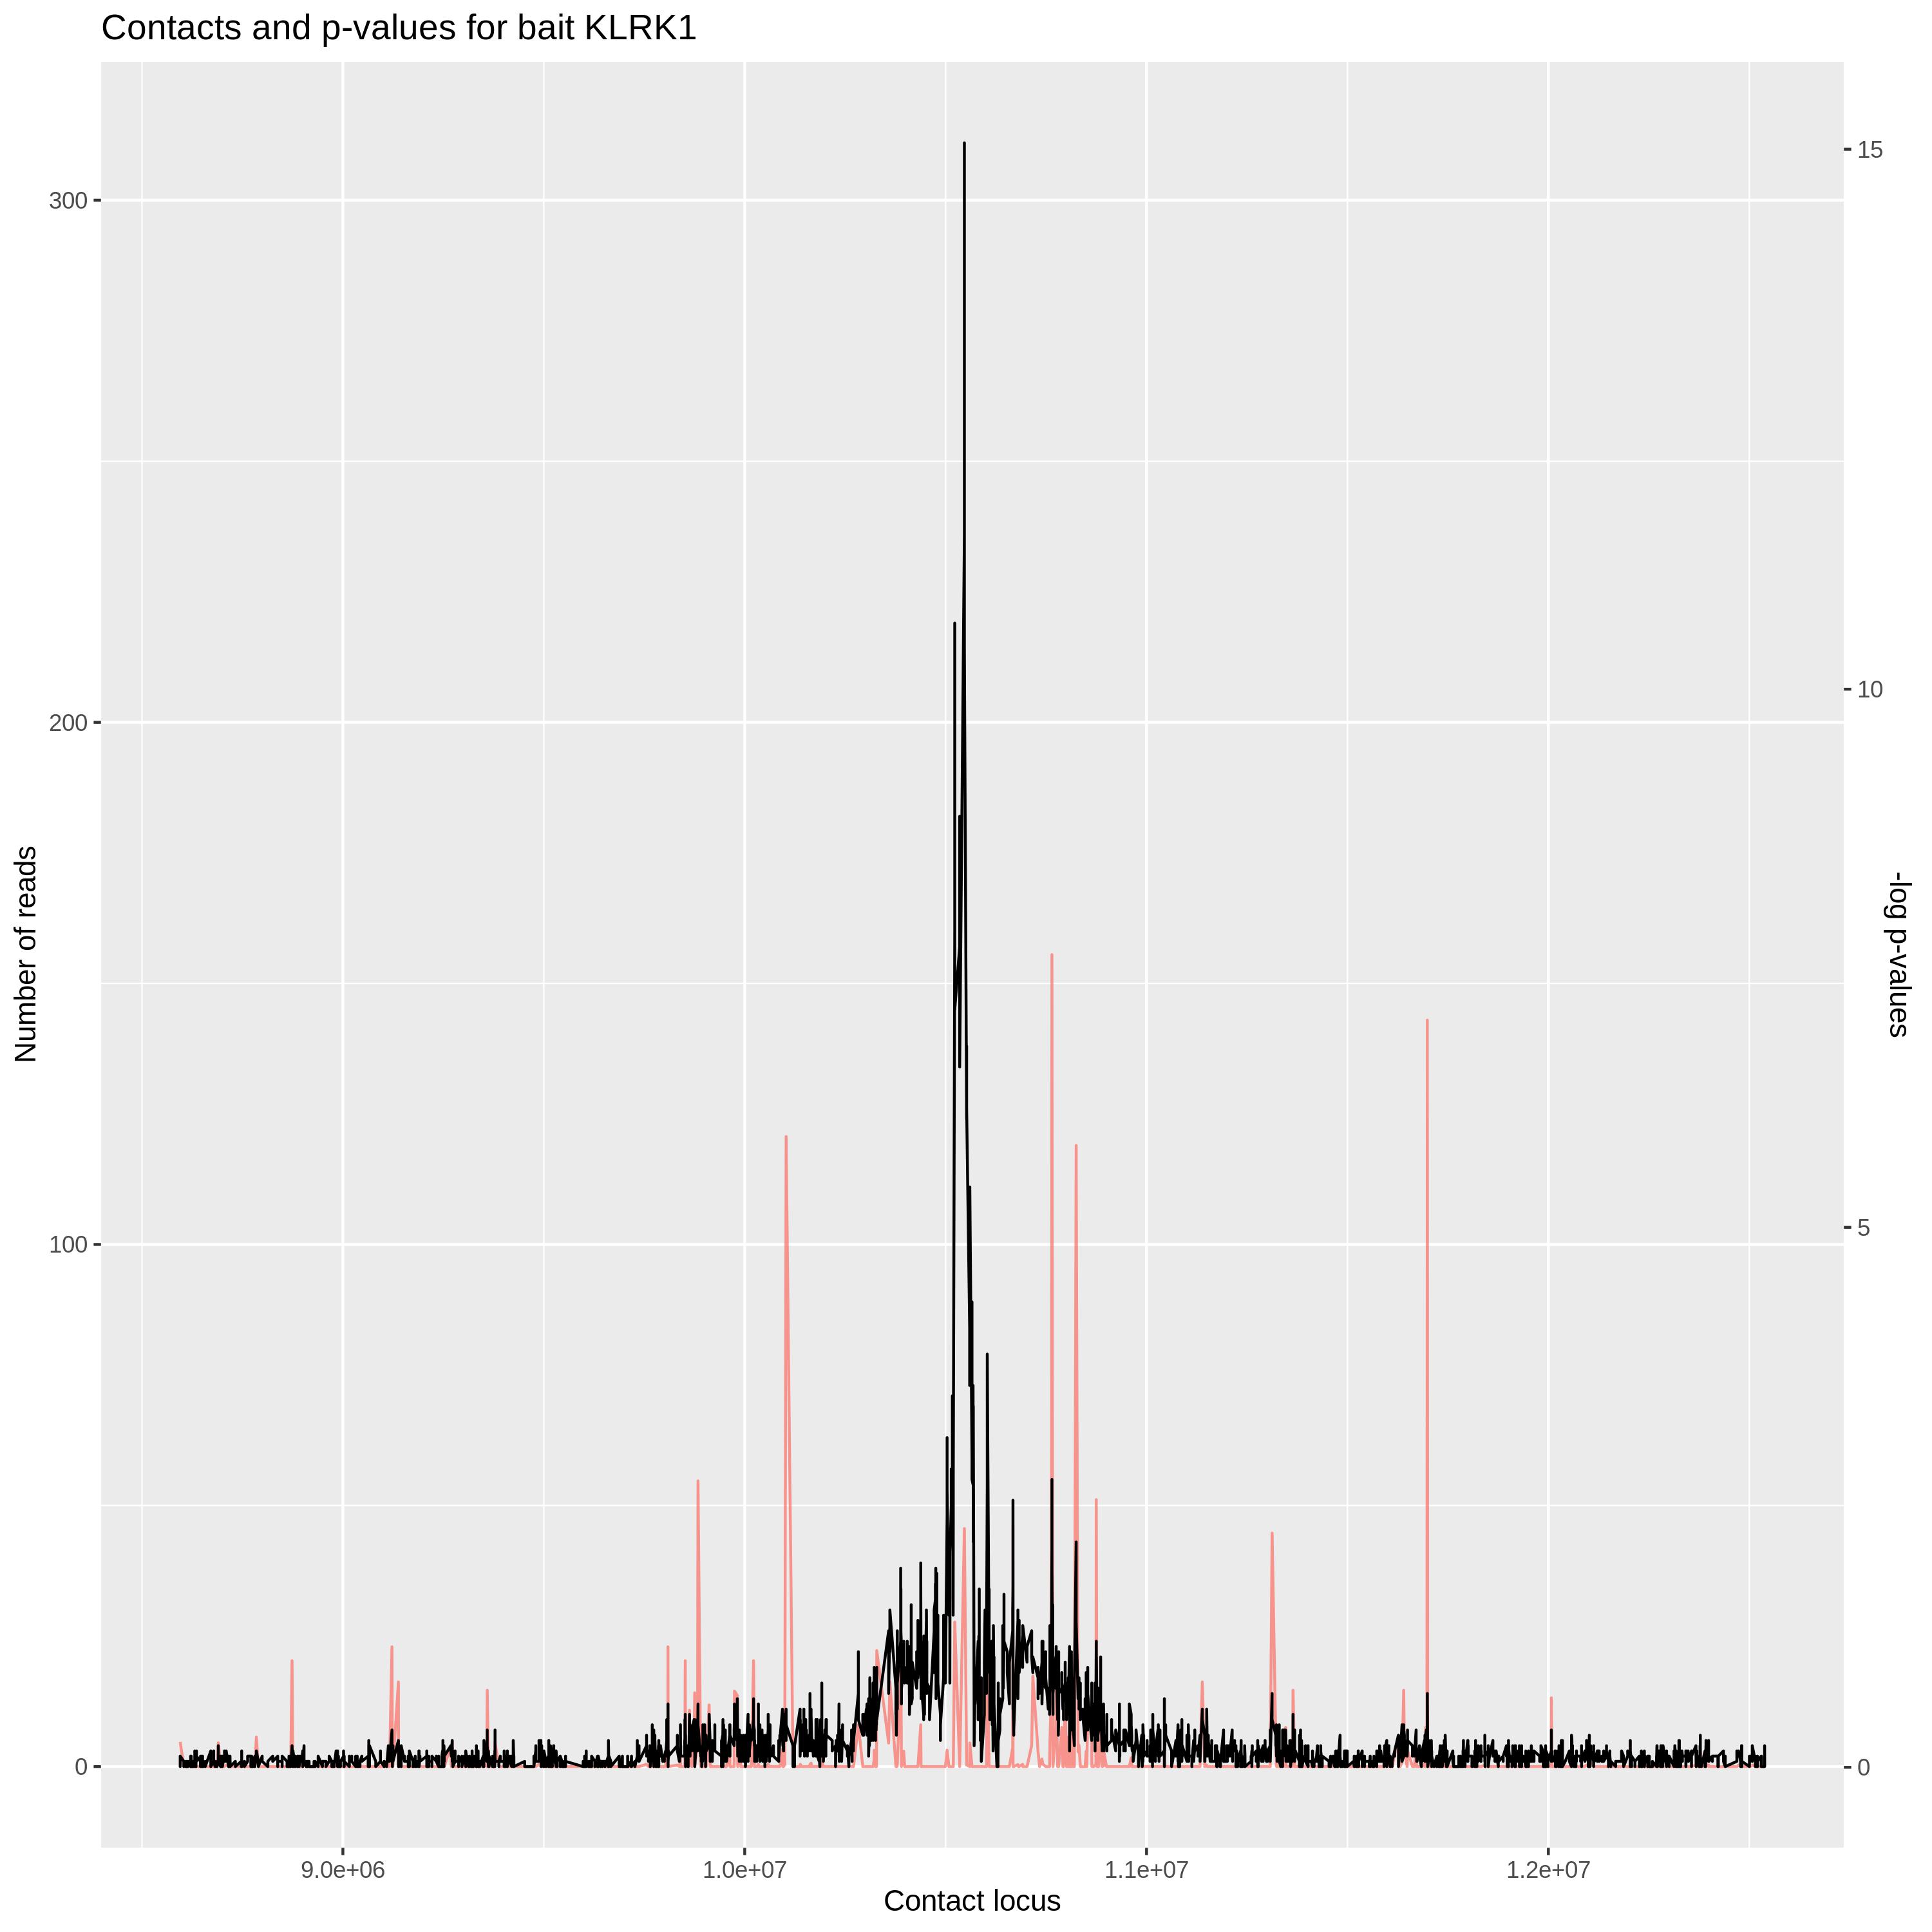 Contacts and p-values for bait KLRK1
300
200
100
0
Number of reads
15
10
5
0
-log p-values
9.0e+06
1.0e+07
1.1e+07
1.2e+07
Contact locus